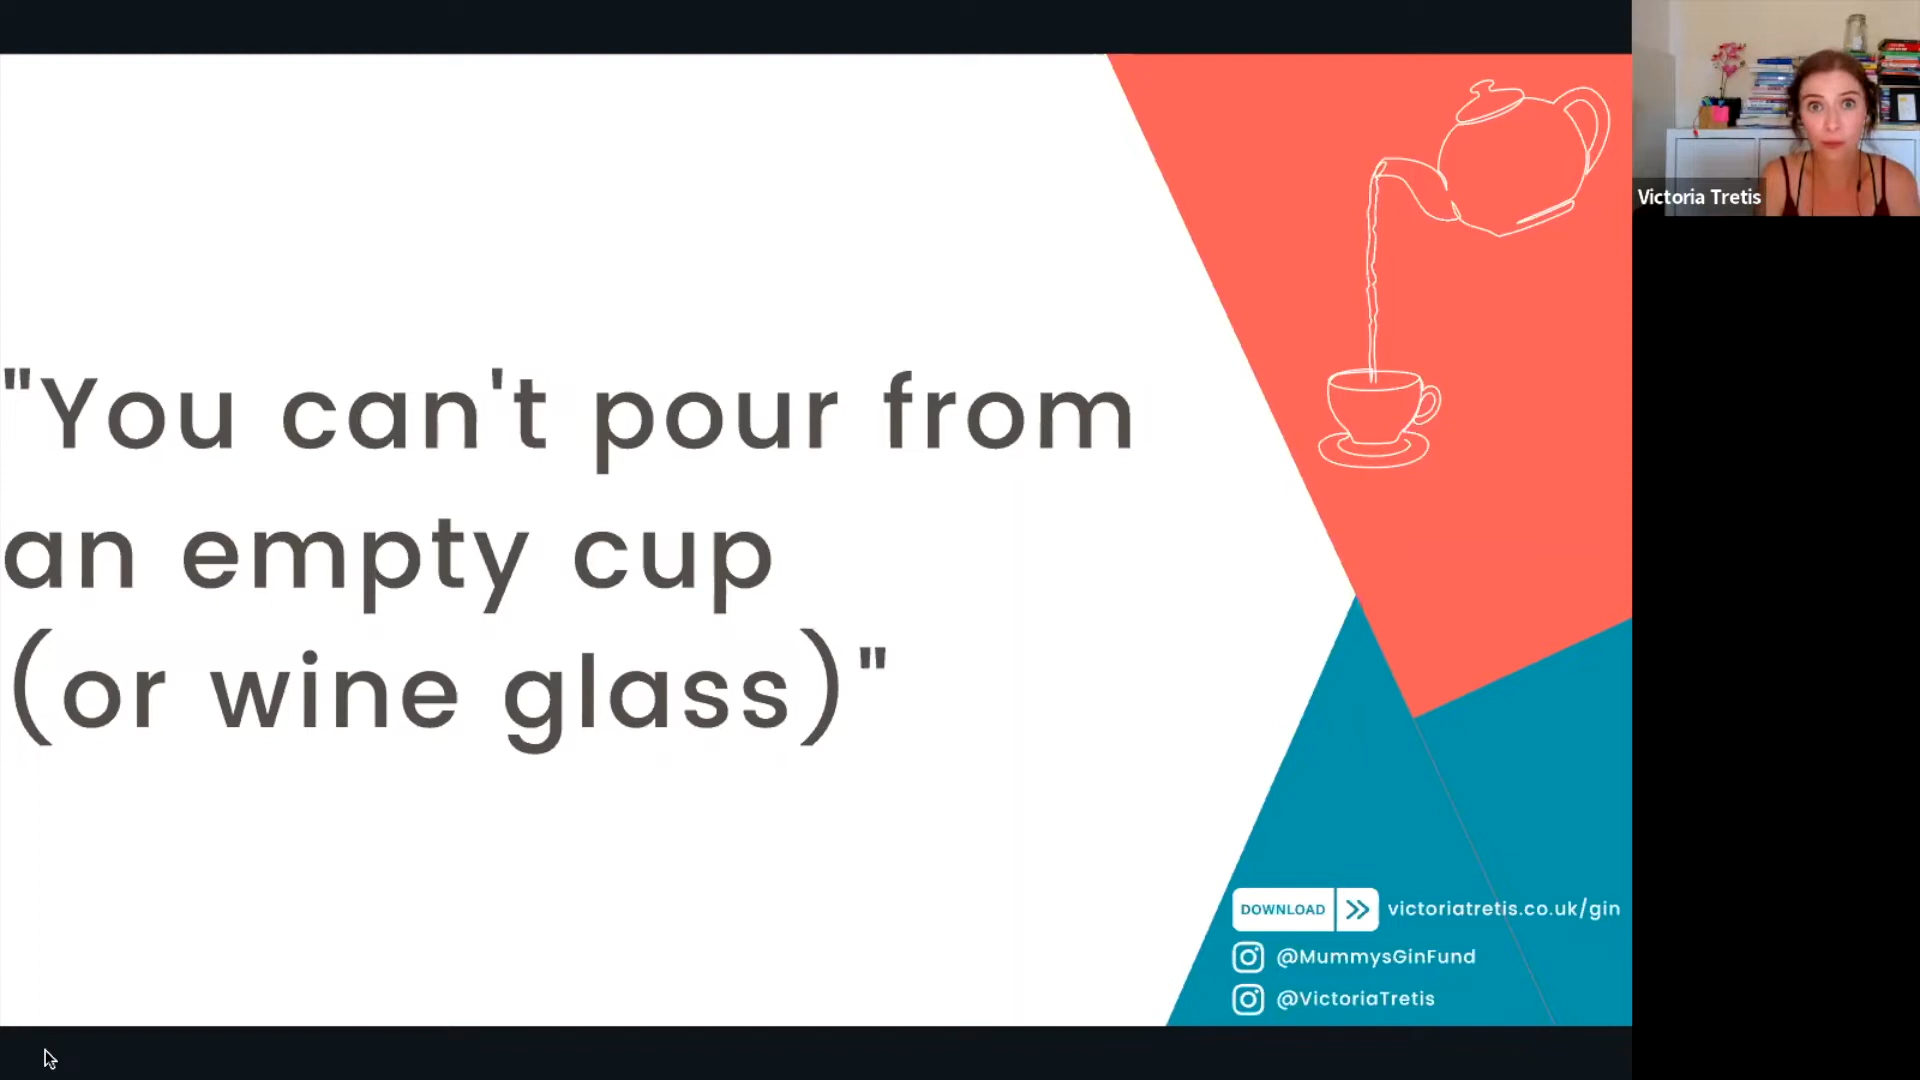 "You can't pour from
an empty cup
(or wine glass)"
DOWNLOAD >> victoriatretis.co.uk/gin
@MummysGinFund
@VictoriaTretis
Victoria Tretis